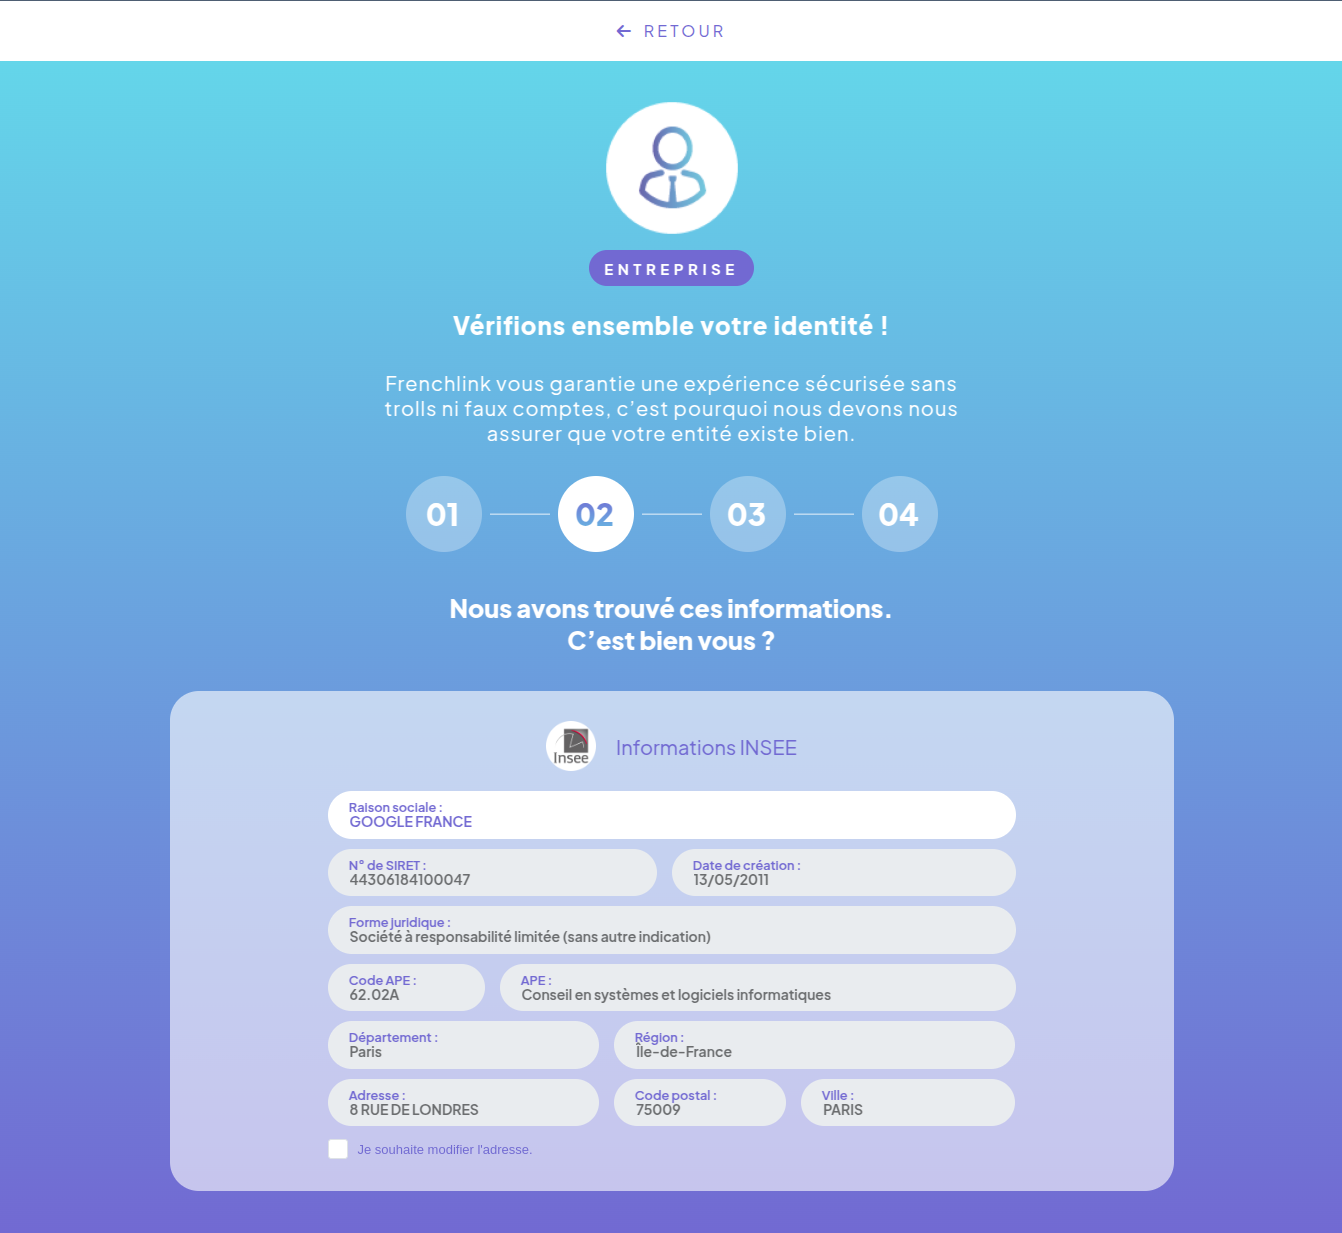 RETOUR
ENTREPRISE
Vérifions ensemble votre identité !
Frenchlink vous garantie une expérience sécurisée sans
trolls ni faux comptes, c’est pourquoi nous devons nous
assurer que votre entité existe bien.
01 02 03 04
Nous avons trouvé ces informations.
C’est bien vous ?
Insee Informations INSEE
Raison sociale :
GOOGLE FRANCE
N° de SIRET : Date de création :
44306184100047 13/05/2011
Forme juridique :
Société à responsabilité limitée (sans autre indication)
Code APE : APE :
62.02A Conseil en systèmes et logiciels informatiques
Département : Région :
Paris Île-de-France
Adresse : Code postal : Ville :
8 RUE DE LONDRES 75009 PARIS
Je souhaite modifier l'adresse.